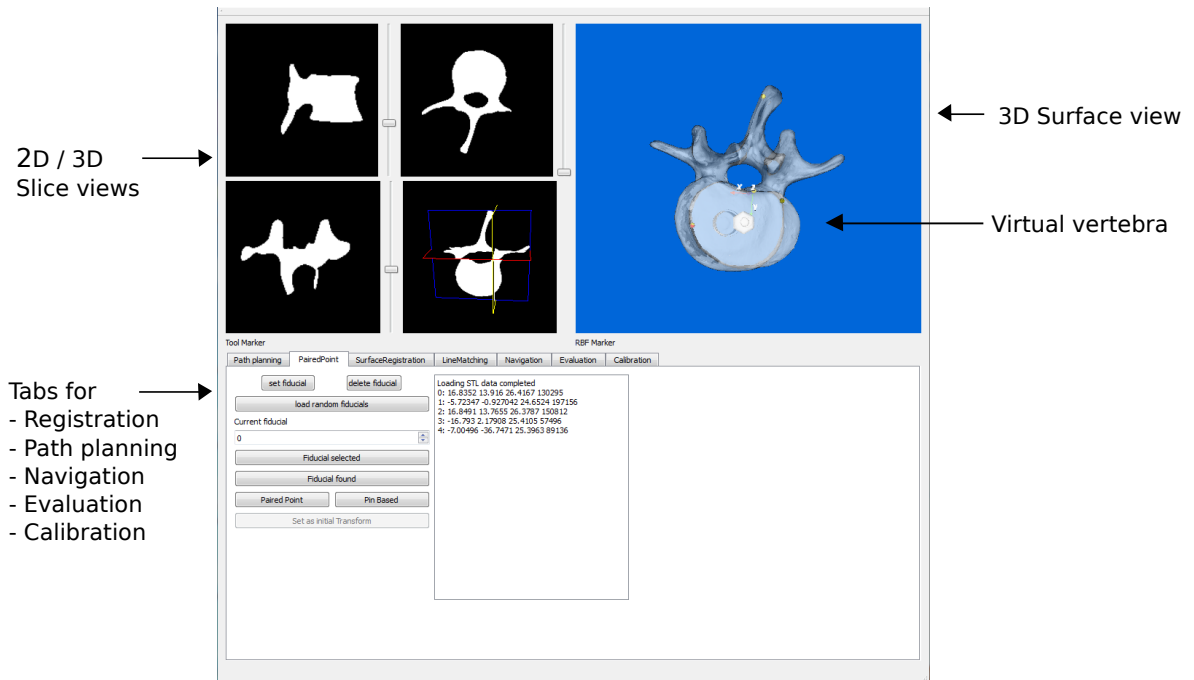 2D / 3D
Slice views
3D Surface view
Virtual vertebra
Tool Marker
RBF Marker
Path planning
PairedPoint
SurfaceRegistration
LineMatching
Navigation
Evaluation
Calibration
Tabs for
- Registration
- Path planning
- Navigation
- Evaluation
- Calibration
set fiducial
delete fiducial
load random fiducials
Current fiducial
0
Fiducial selected
Fiducial found
Paired Point
Pin Based
Set as initial Transform
Loading STL data completed
0: 16.8352 13.916 26.4167 130295
1: -5.72347 -0.927042 24.6524 197156
2: 16.8491 13.7655 26.3787 150812
3: -16.793 2.17908 25.4105 57496
4: -7.00496 -36.7471 25.3963 89136